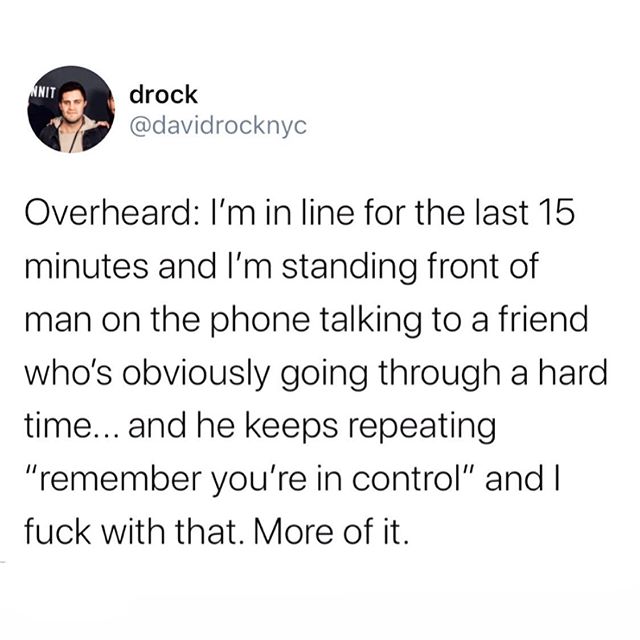 NNIT
drock
@davidrocknyc
Overheard: I’m in line for the last 15
minutes and I’m standing front of
man on the phone talking to a friend
who’s obviously going through a hard
time... and he keeps repeating
“remember you’re in control” and I
fuck with that. More of it.